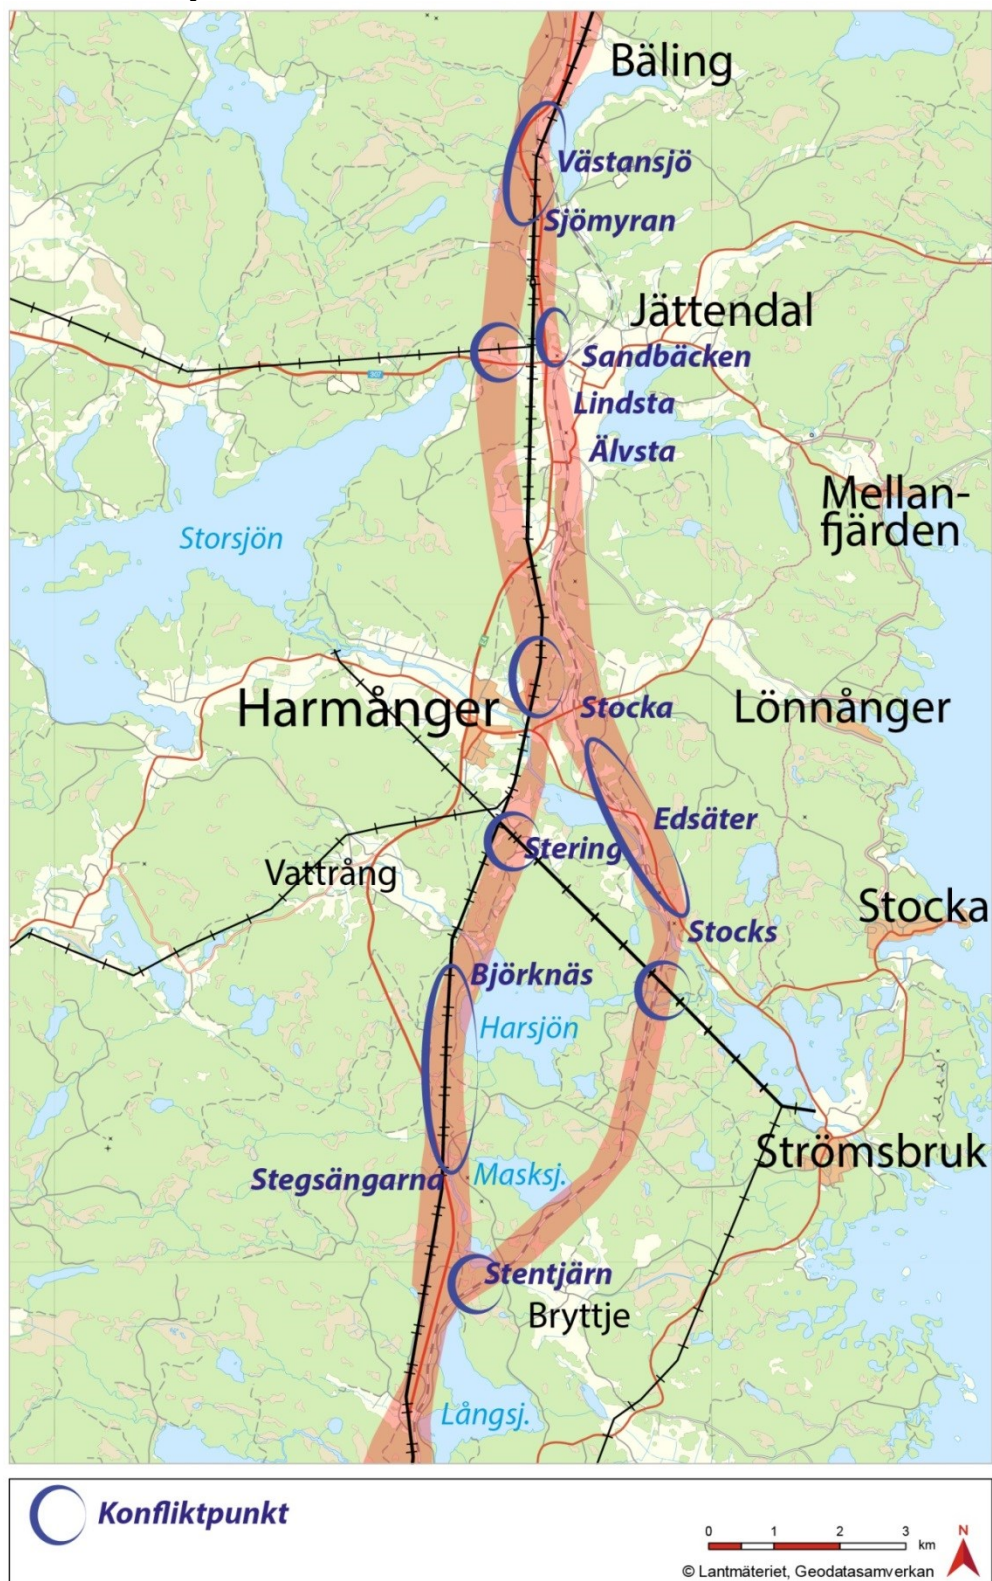 Bäling
Västansjö
Sjömyran
Jättendal
Sandbäcken
Lindsta
Älvsta
Mellan-
fjärden
Storsjön
Harmånger
Stocka
Lönnånger
Edsäter
Stering
Vattrång
Stocka
Stocks
Björknäs
Harsjön
Strömsbruk
Stegsängarna
Masksj.
Stentjärn
Bryttje
Långsj.
Konfliktpunkt
0 1 2 3
km
N
© Lantmäteriet, Geodatasamverkan